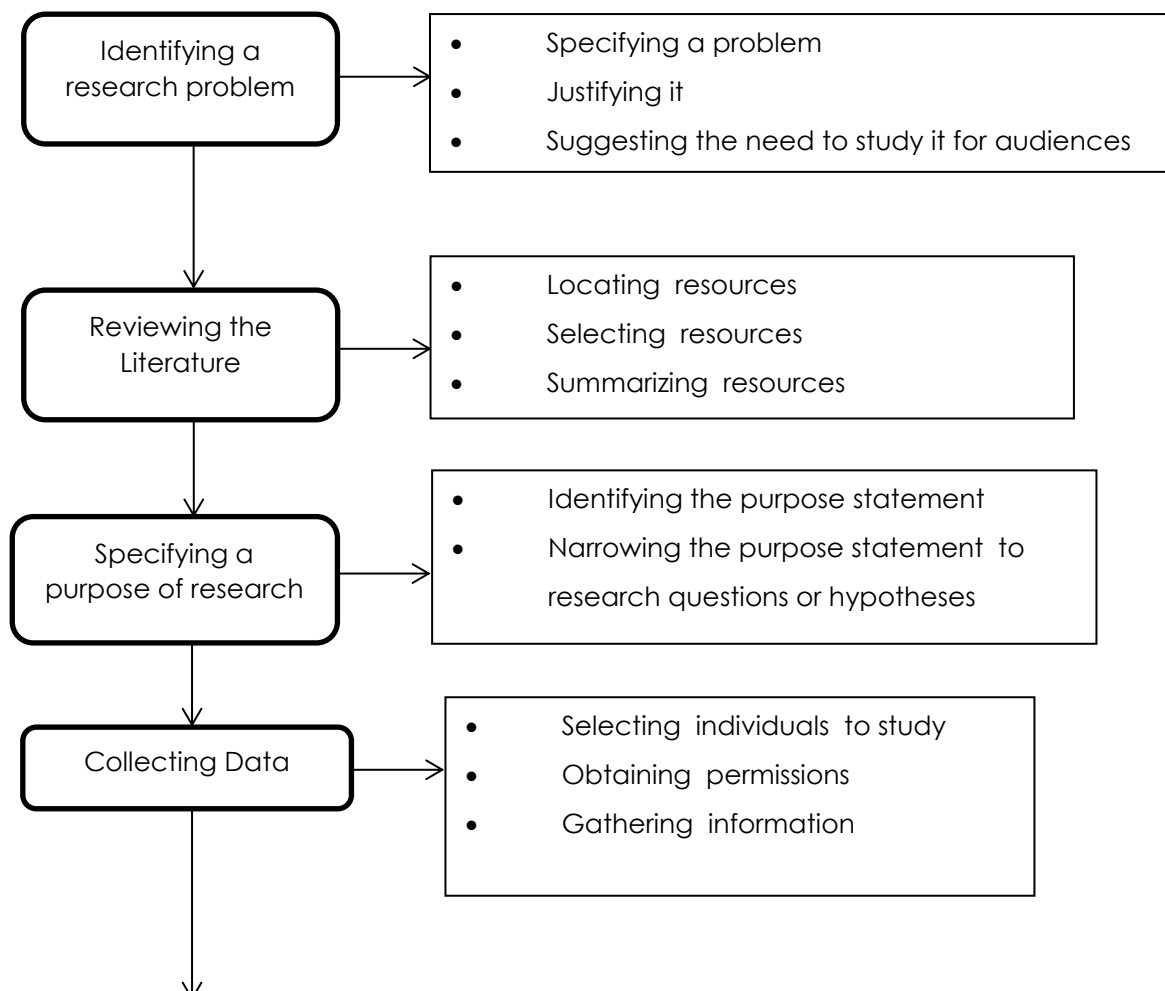 Identifying a
research problem
• Specifying a problem
• Justifying it
• Suggesting the need to study it for audiences
Reviewing the
Literature
• Locating resources
• Selecting resources
• Summarizing resources
Specifying a
purpose of research
• Identifying the purpose statement
• Narrowing the purpose statement to
research questions or hypotheses
Collecting Data
• Selecting individuals to study
• Obtaining permissions
• Gathering information